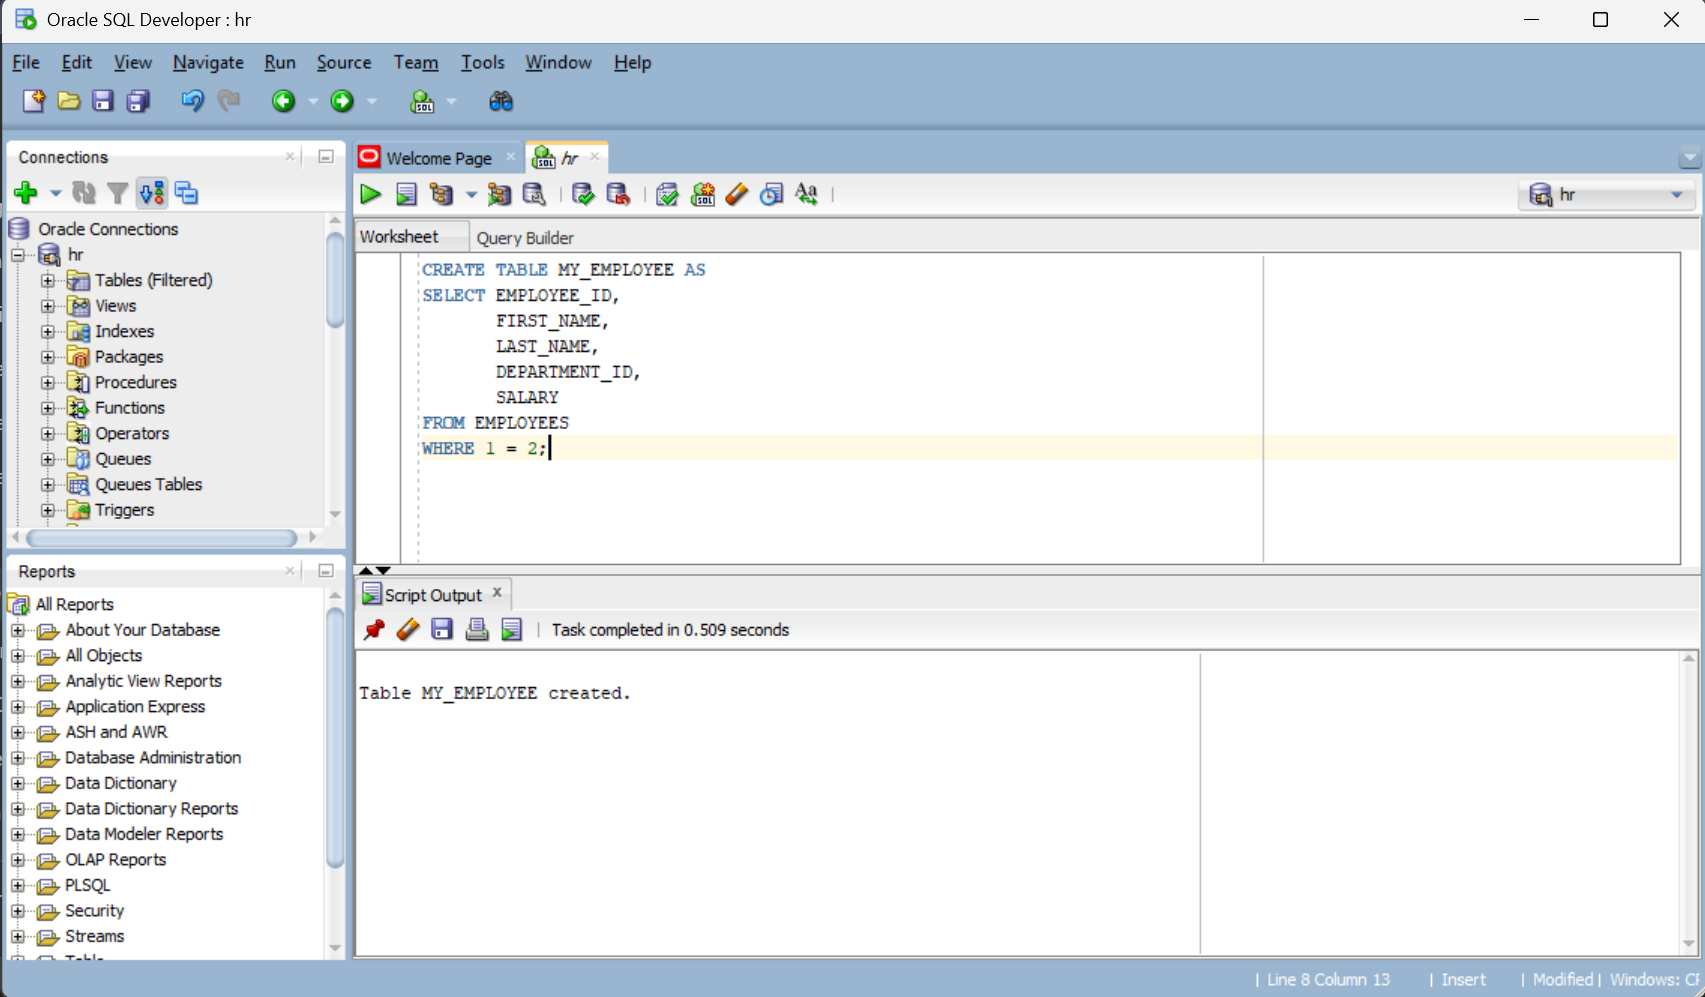 Oracle SQL Developer : hr
File Edit View Navigate Run Source Team Tools Window Help
Connections
Oracle Connections
hr
Tables (Filtered)
Views
Indexes
Packages
Procedures
Functions
Operators
Queues
Queues Tables
Triggers
Reports
All Reports
About Your Database
All Objects
Analytic View Reports
Application Express
ASH and AWR
Database Administration
Data Dictionary
Data Dictionary Reports
Data Modeler Reports
OLAP Reports
PLSQL
Security
Streams
Table
Welcome Page hr
hr
Worksheet Query Builder
CREATE TABLE MY_EMPLOYEE AS
SELECT EMPLOYEE_ID,
FIRST_NAME,
LAST_NAME,
DEPARTMENT_ID,
SALARY
FROM EMPLOYEES
WHERE 1 = 2;
Script Output
Task completed in 0.509 seconds
Table MY_EMPLOYEE created.
| Line 8 Column 13 | Insert | Modified | Windows: